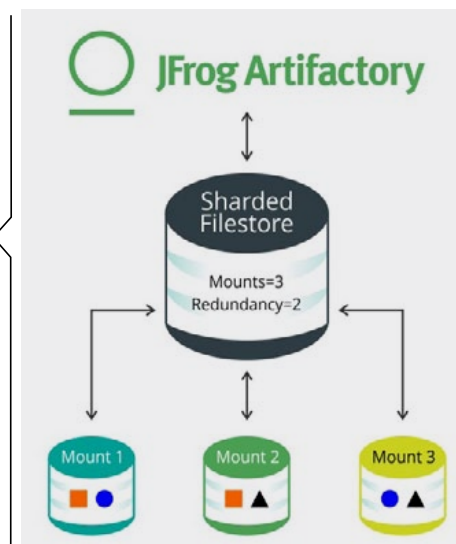 JFrog Artifactory
Sharded
Filestore
Mounts=3
Redundancy=2
Mount 1
Mount 2
Mount 3